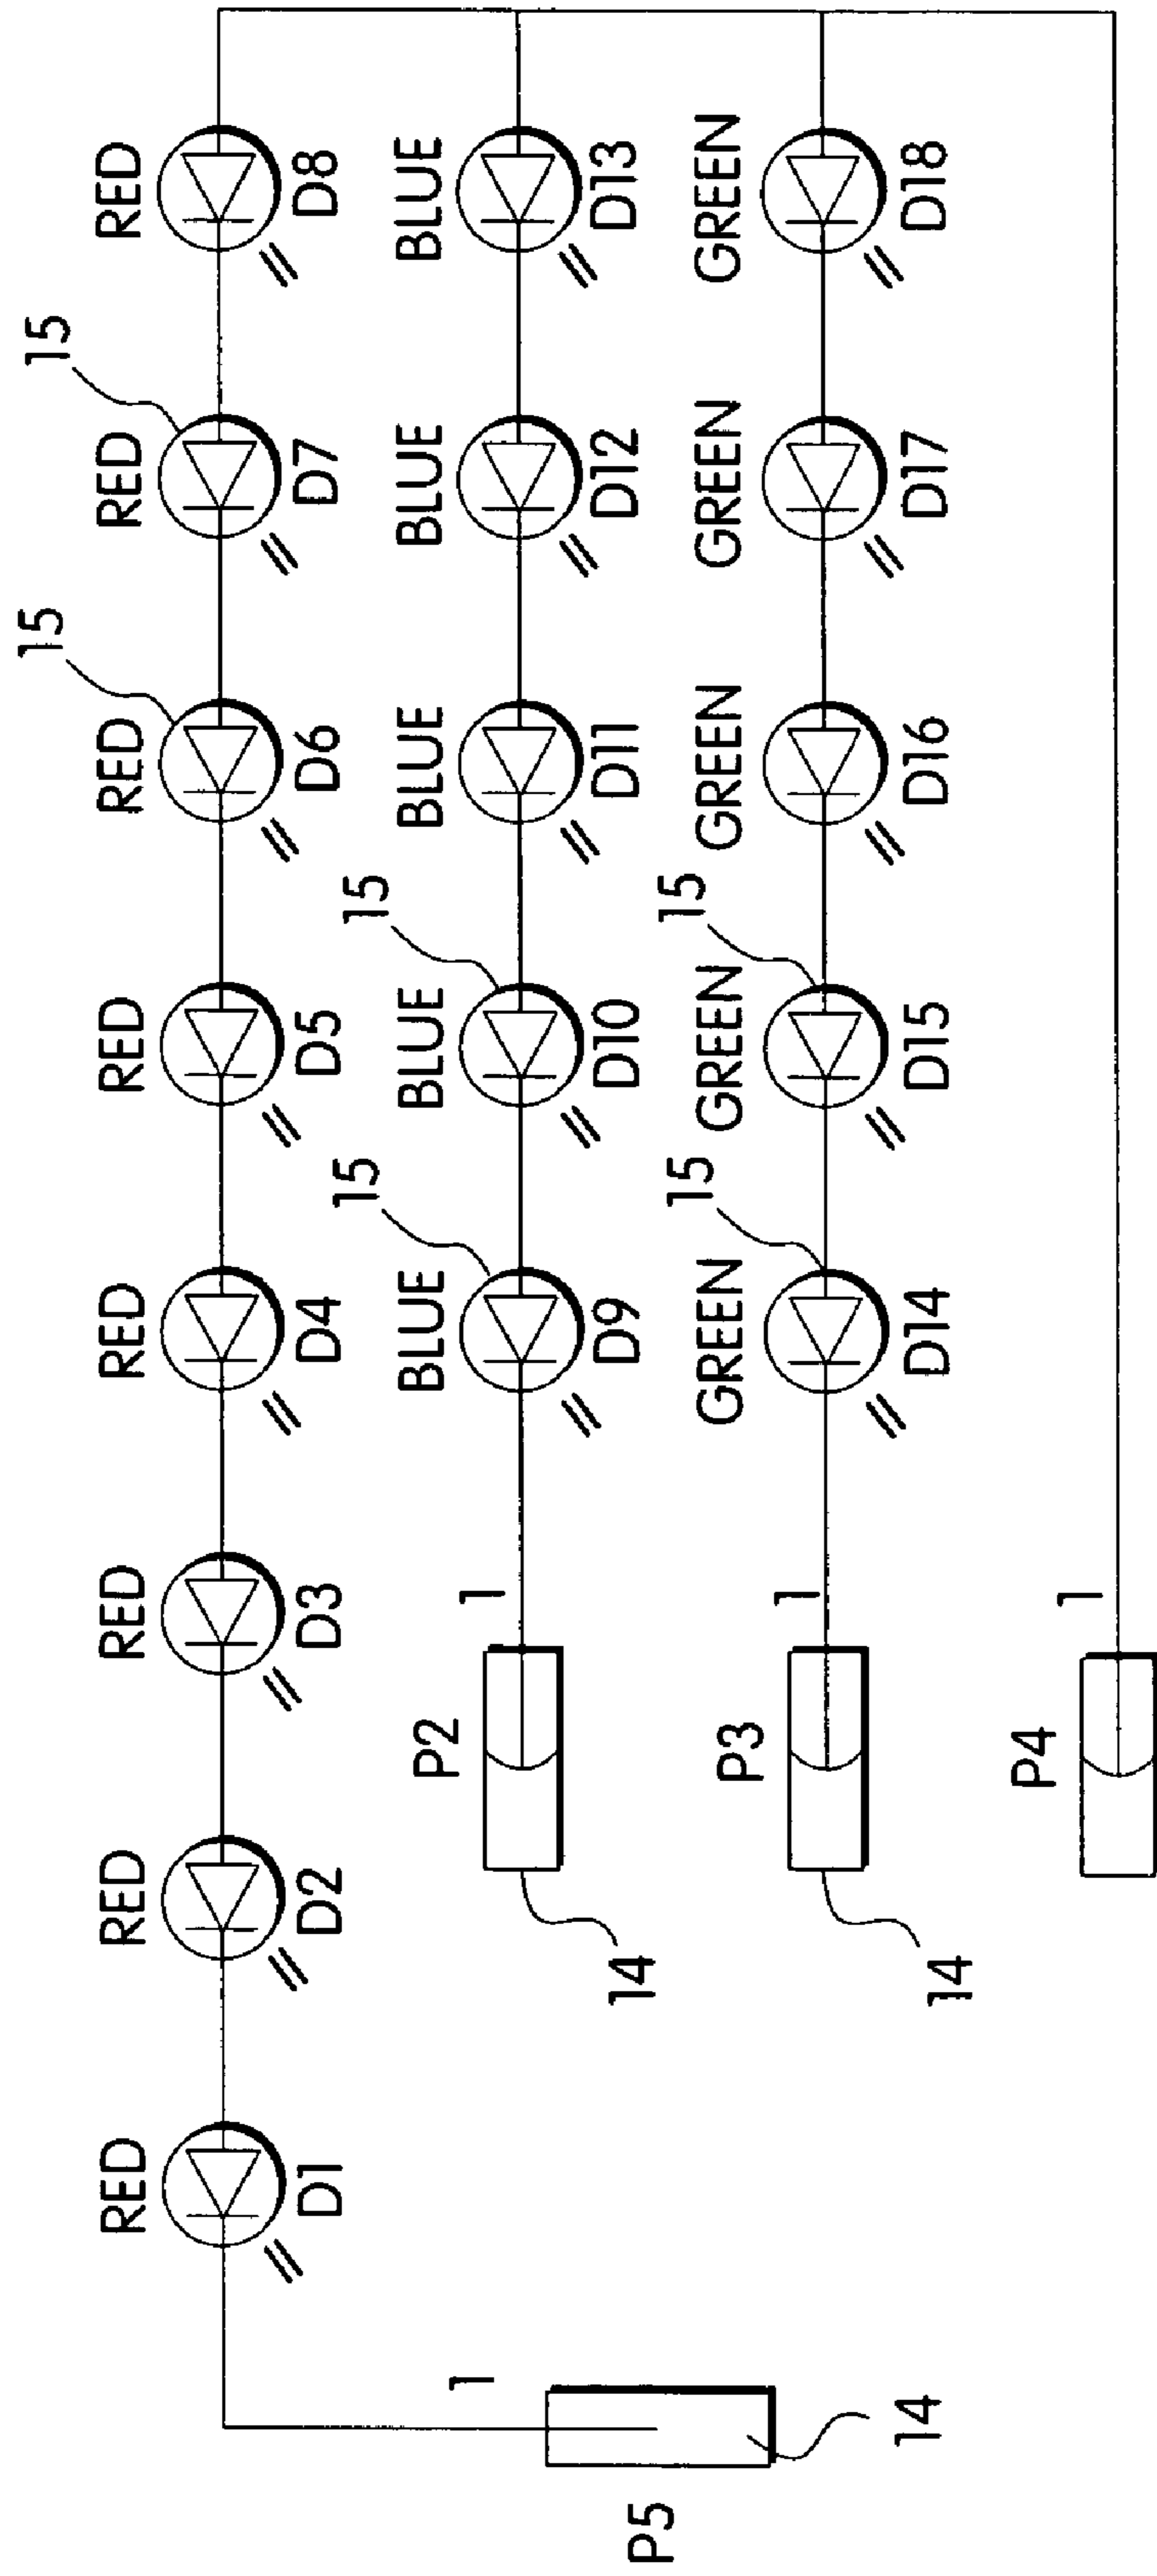 15 15
RED RED RED RED RED RED RED RED
D1 D2 D3 D4 D5 D6 D7 D8
15 15
P2 BLUE BLUE BLUE BLUE BLUE
1 1
D9 D10 D11 D12 D13
14
P5
15 15
P3 GREEN GREEN GREEN GREEN GREEN
1
D14 D15 D16 D17 D18
14 14
P4 1